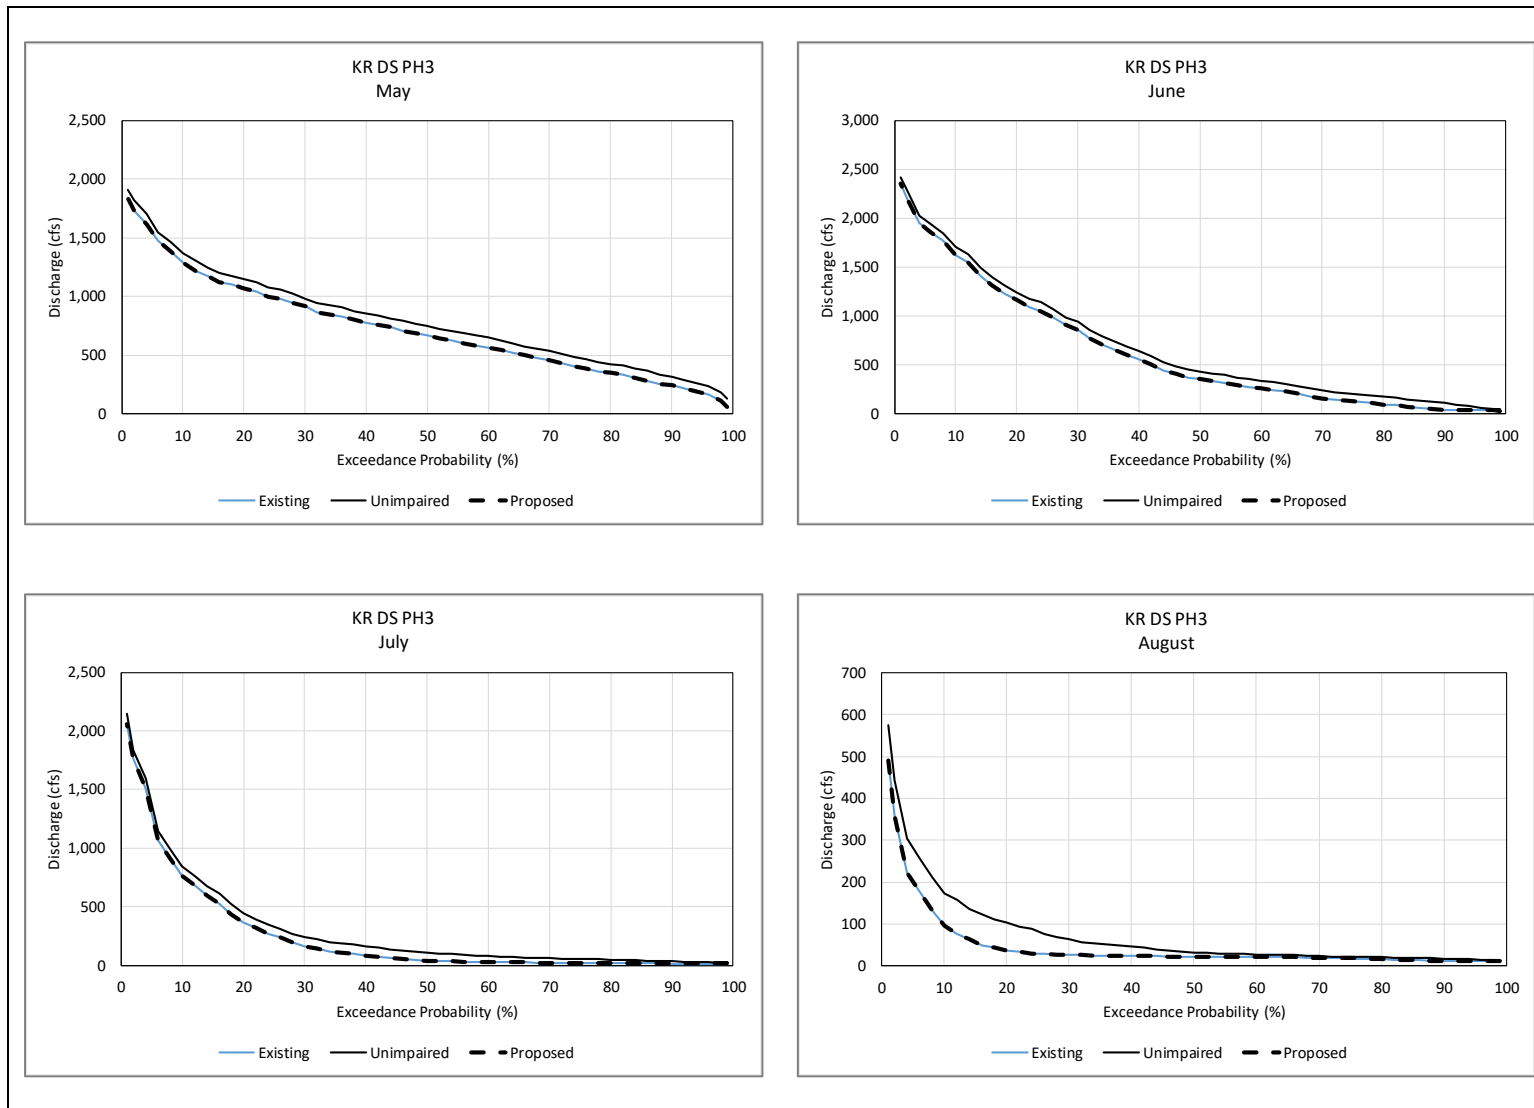 KR DS PH3
May
2,500
2,000
1,500
1,000
500
0
Discharge (cfs)
0 10 20 30 40 50 60 70 80 90 100
Exceedance Probability (%)
Existing Unimpaired Proposed
KR DS PH3
June
3,000
2,500
2,000
1,500
1,000
500
0
Discharge (cfs)
0 10 20 30 40 50 60 70 80 90 100
Exceedance Probability (%)
Existing Unimpaired Proposed
KR DS PH3
July
2,500
2,000
1,500
1,000
500
0
Discharge (cfs)
0 10 20 30 40 50 60 70 80 90 100
Exceedance Probability (%)
Existing Unimpaired Proposed
KR DS PH3
August
700
600
500
400
300
200
100
0
Discharge (cfs)
0 10 20 30 40 50 60 70 80 90 100
Exceedance Probability (%)
Existing Unimpaired Proposed